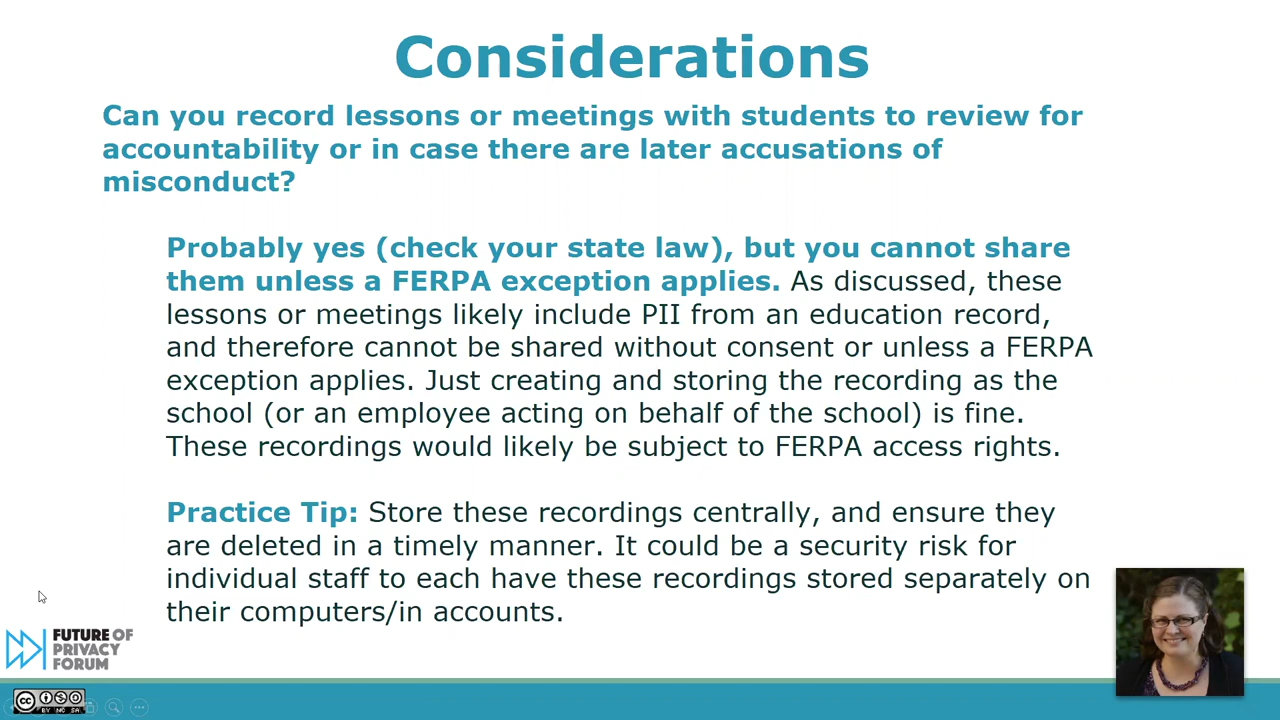 Considerations
Can you record lessons or meetings with students to review for
accountability or in case there are later accusations of
misconduct?
Probably yes (check your state law), but you cannot share
them unless a FERPA exception applies. As discussed, these
lessons or meetings likely include PII from an education record,
and therefore cannot be shared without consent or unless a FERPA
exception applies. Just creating and storing the recording as the
school (or an employee acting on behalf of the school) is fine.
These recordings would likely be subject to FERPA access rights.
Practice Tip: Store these recordings centrally, and ensure they
are deleted in a timely manner. It could be a security risk for
individual staff to each have these recordings stored separately on
their computers/in accounts.
FUTURE OF
PRIVACY
FORUM
cc
BY NC SA